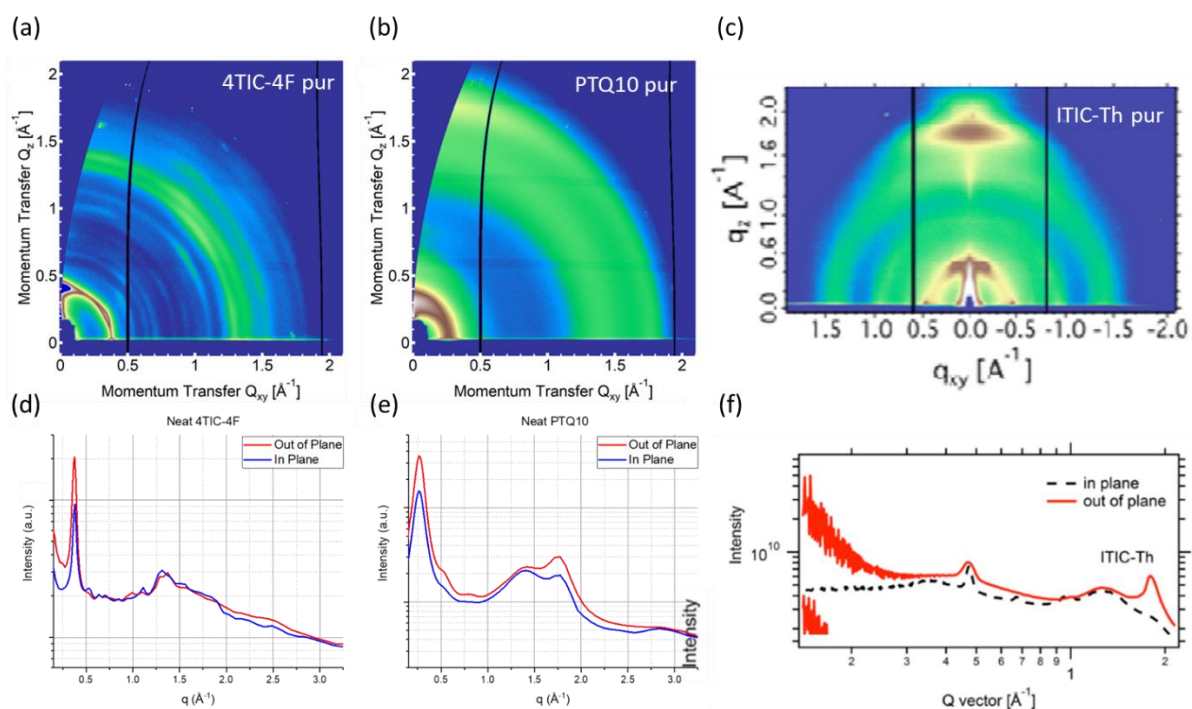 (a)
(b)
(c)
4TIC-4F pur
PTQ10 pur
ITIC-Th pur
Momentum Transfer Q_z [Å⁻¹]
2
1.5
1
0.5
0
0 0.5 1 1.5 2
Momentum Transfer Q_xy [Å⁻¹]
Momentum Transfer Q_z [Å⁻¹]
2
1.5
1
0.5
0
0 0.5 1 1.5 2
Momentum Transfer Q_xy [Å⁻¹]
q_z [A⁻¹]
2.2
1.6
1.0
0.6
0.0
1.5 1.0 0.5 0.0 -0.5 -1.0 -1.5 -2.0
q_xy [A⁻¹]
(d)
(e)
(f)
Neat 4TIC-4F
Out of Plane
In Plane
Intensity (a.u.)
0.5 1.0 1.5 2.0 2.5 3.0
q (Å⁻¹)
Neat PTQ10
Out of Plane
In Plane
Intensity (a.u.)
0.5 1.0 1.5 2.0 2.5 3.0
q (Å⁻¹)
Intensity
in plane
out of plane
ITIC-Th
Intensity
10¹⁰
2 3 4 5 6 7 8 9 1 2
Q vector [Å⁻¹]